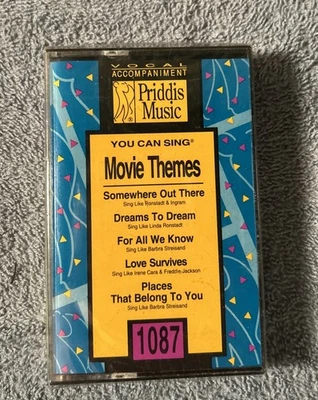 VOCAL
ACCOMPANIMENT
Priddis
Music
YOU CAN SING®
Movie Themes
Somewhere Out There
Sing Like Ronstadt & Ingram
Dreams To Dream
Sing Like Linda Ronstadt
For All We Know
Sing Like Barbra Streisand
Love Survives
Sing Like Irene Cara & Freddie Jackson
Places
That Belong To You
Sing Like Barbra Streisand
1087